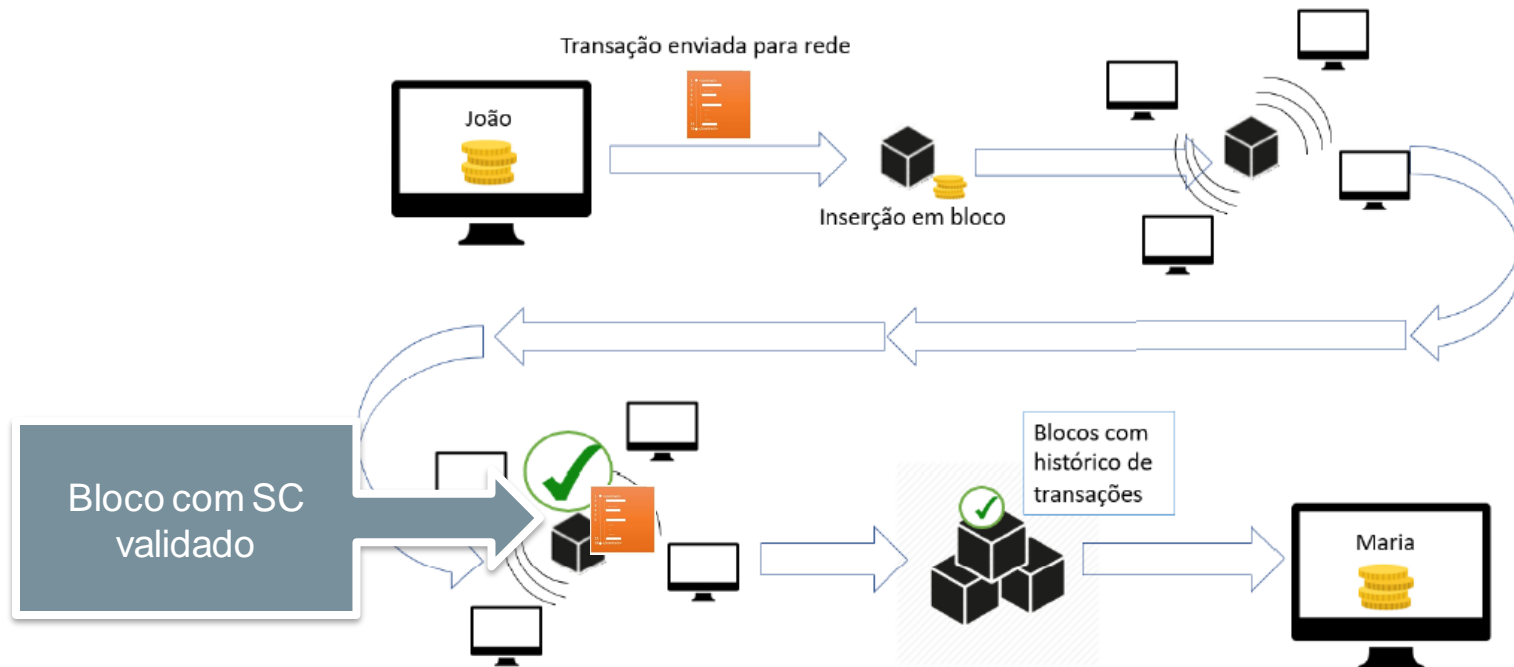 Transação enviada para rede
João
Inserção em bloco
Bloco com SC
validado
Blocos com
histórico de
transações
Maria